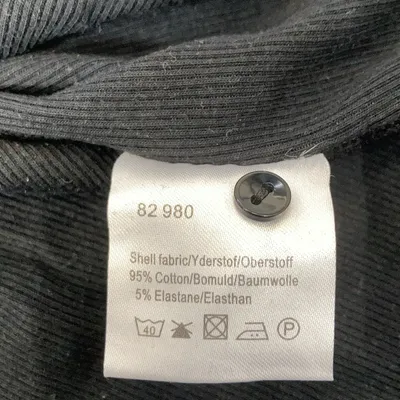 82 980
Shell fabric/Yderstof/Oberstoff
95% Cotton/Bomuld/Baumwolle
5% Elastane/Elasthan
40 P